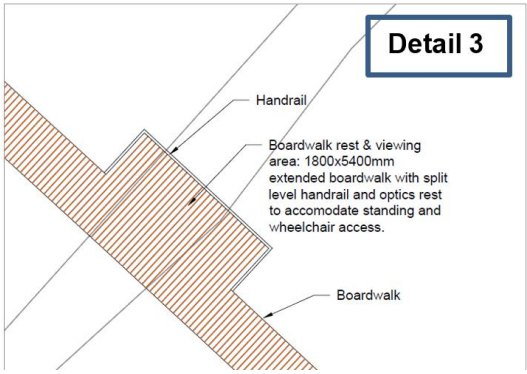 Detail 3
Handrail
Boardwalk rest & viewing
area: 1800x5400mm
extended boardwalk with split
level handrail and optics rest
to accomodate standing and
wheelchair access.
Boardwalk